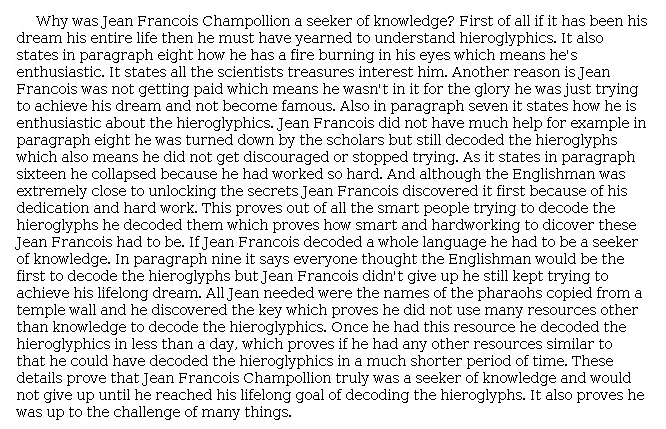 Why was Jean Francois Champollion a seeker of knowledge? First of all if it has been his
dream his entire life then he must have yearned to understand hieroglyphics. It also
states in paragraph eight how he has a fire burning in his eyes which means he's
enthusiastic. It states all the scientists treasures interest him. Another reason is Jean
Francois was not getting paid which means he wasn't in it for the glory he was just trying
to achieve his dream and not become famous. Also in paragraph seven it states how he is
enthusiastic about the hieroglyphics. Jean Francois did not have much help for example in
paragraph eight he was turned down by the scholars but still decoded the hieroglyphs
which also means he did not get discouraged or stopped trying. As it states in paragraph
sixteen he collapsed because he had worked so hard. And although the Englishman was
extremely close to unlocking the secrets Jean Francois discovered it first because of his
dedication and hard work. This proves out of all the smart people trying to decode the
hieroglyphs he decoded them which proves how smart and hardworking to dicover these
Jean Francois had to be. If Jean Francois decoded a whole language he had to be a seeker
of knowledge. In paragraph nine it says everyone thought the Englishman would be the
first to decode the hieroglyphs but Jean Francois didn't give up he still kept trying to
achieve his lifelong dream. All Jean needed were the names of the pharaohs copied from a
temple wall and he discovered the key which proves he did not use many resources other
than knowledge to decode the hieroglyphics. Once he had this resource he decoded the
hieroglyphics in less than a day, which proves if he had any other resources similar to
that he could have decoded the hieroglyphics in a much shorter period of time. These
details prove that Jean Francois Champollion truly was a seeker of knowledge and would
not give up until he reached his lifelong goal of decoding the hieroglyphs. It also proves he
was up to the challenge of many things.